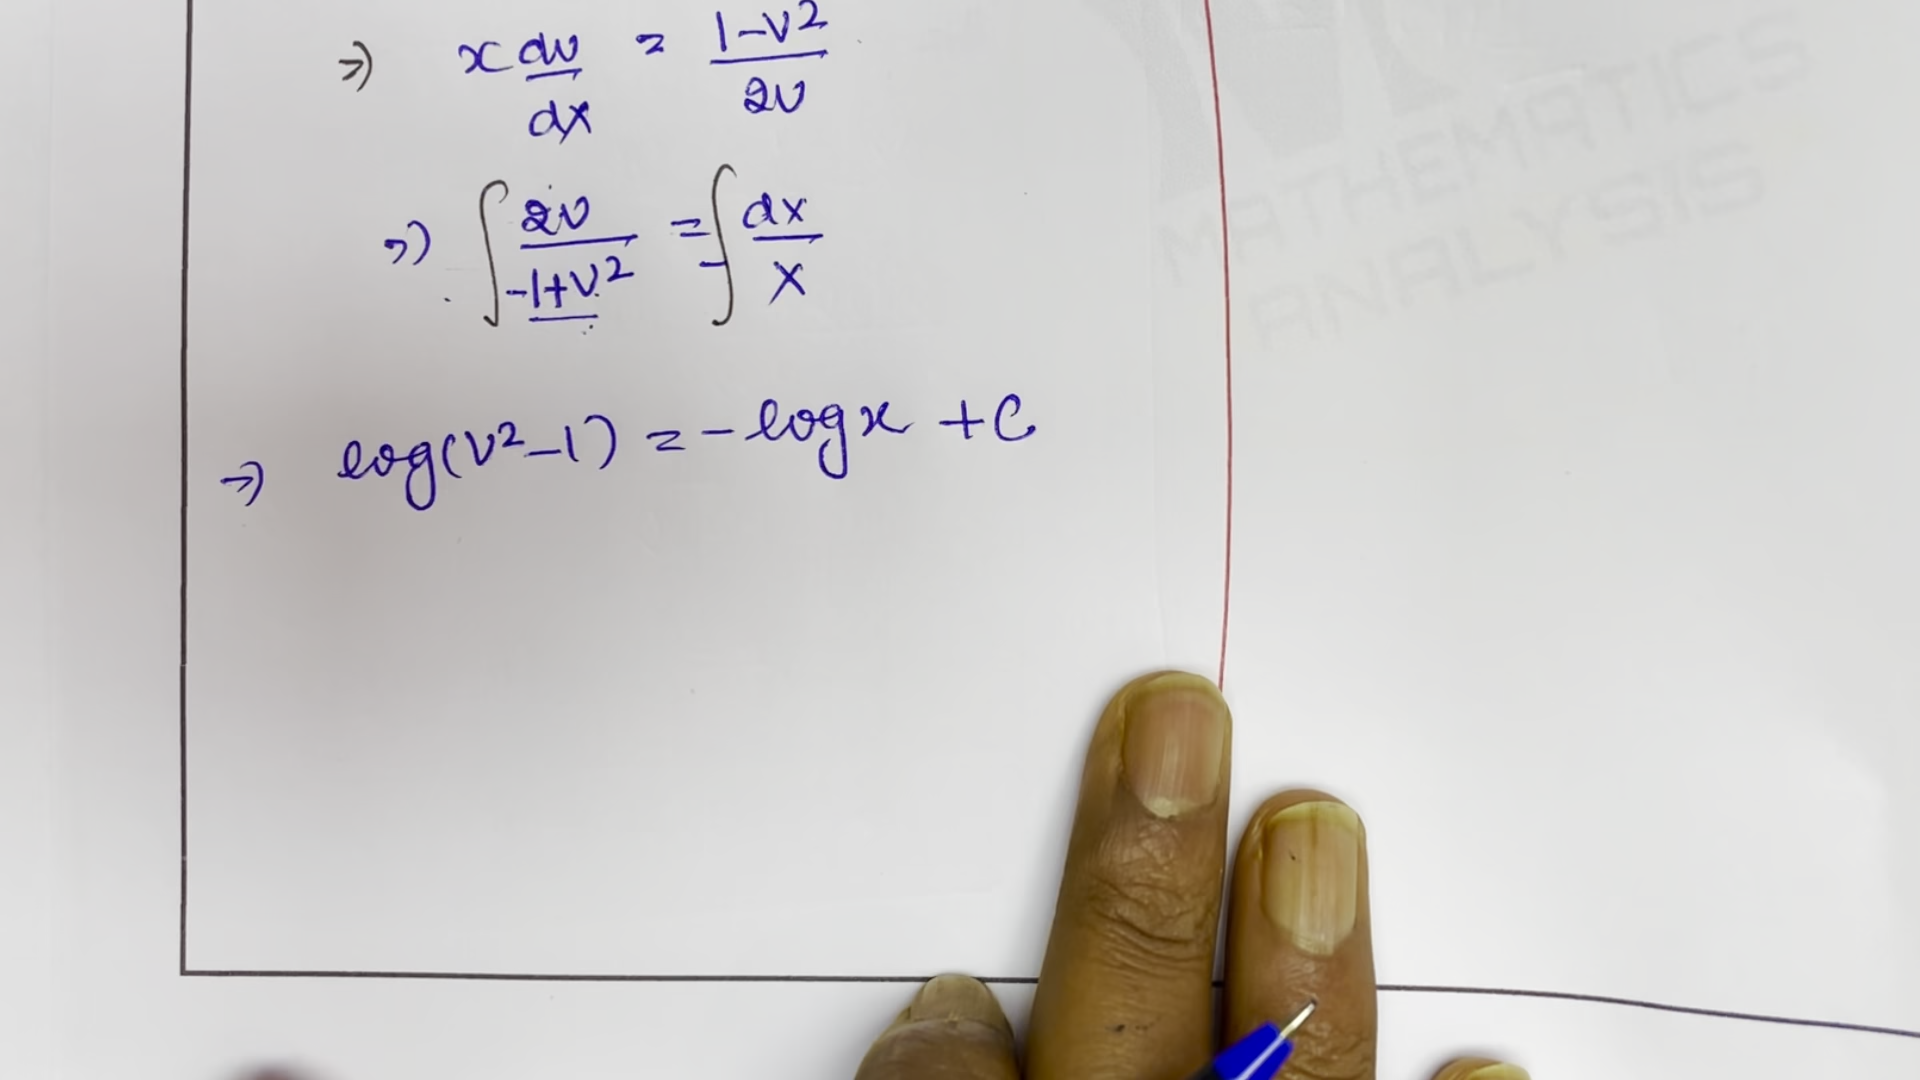 ⇒ x dv/dx = (1-v²)/2v
⇒ ∫ 2v/(-1+v²) = -∫ dx/x
⇒ log(v²-1) = -log x + C
MATHEMATICS
ANALYSIS